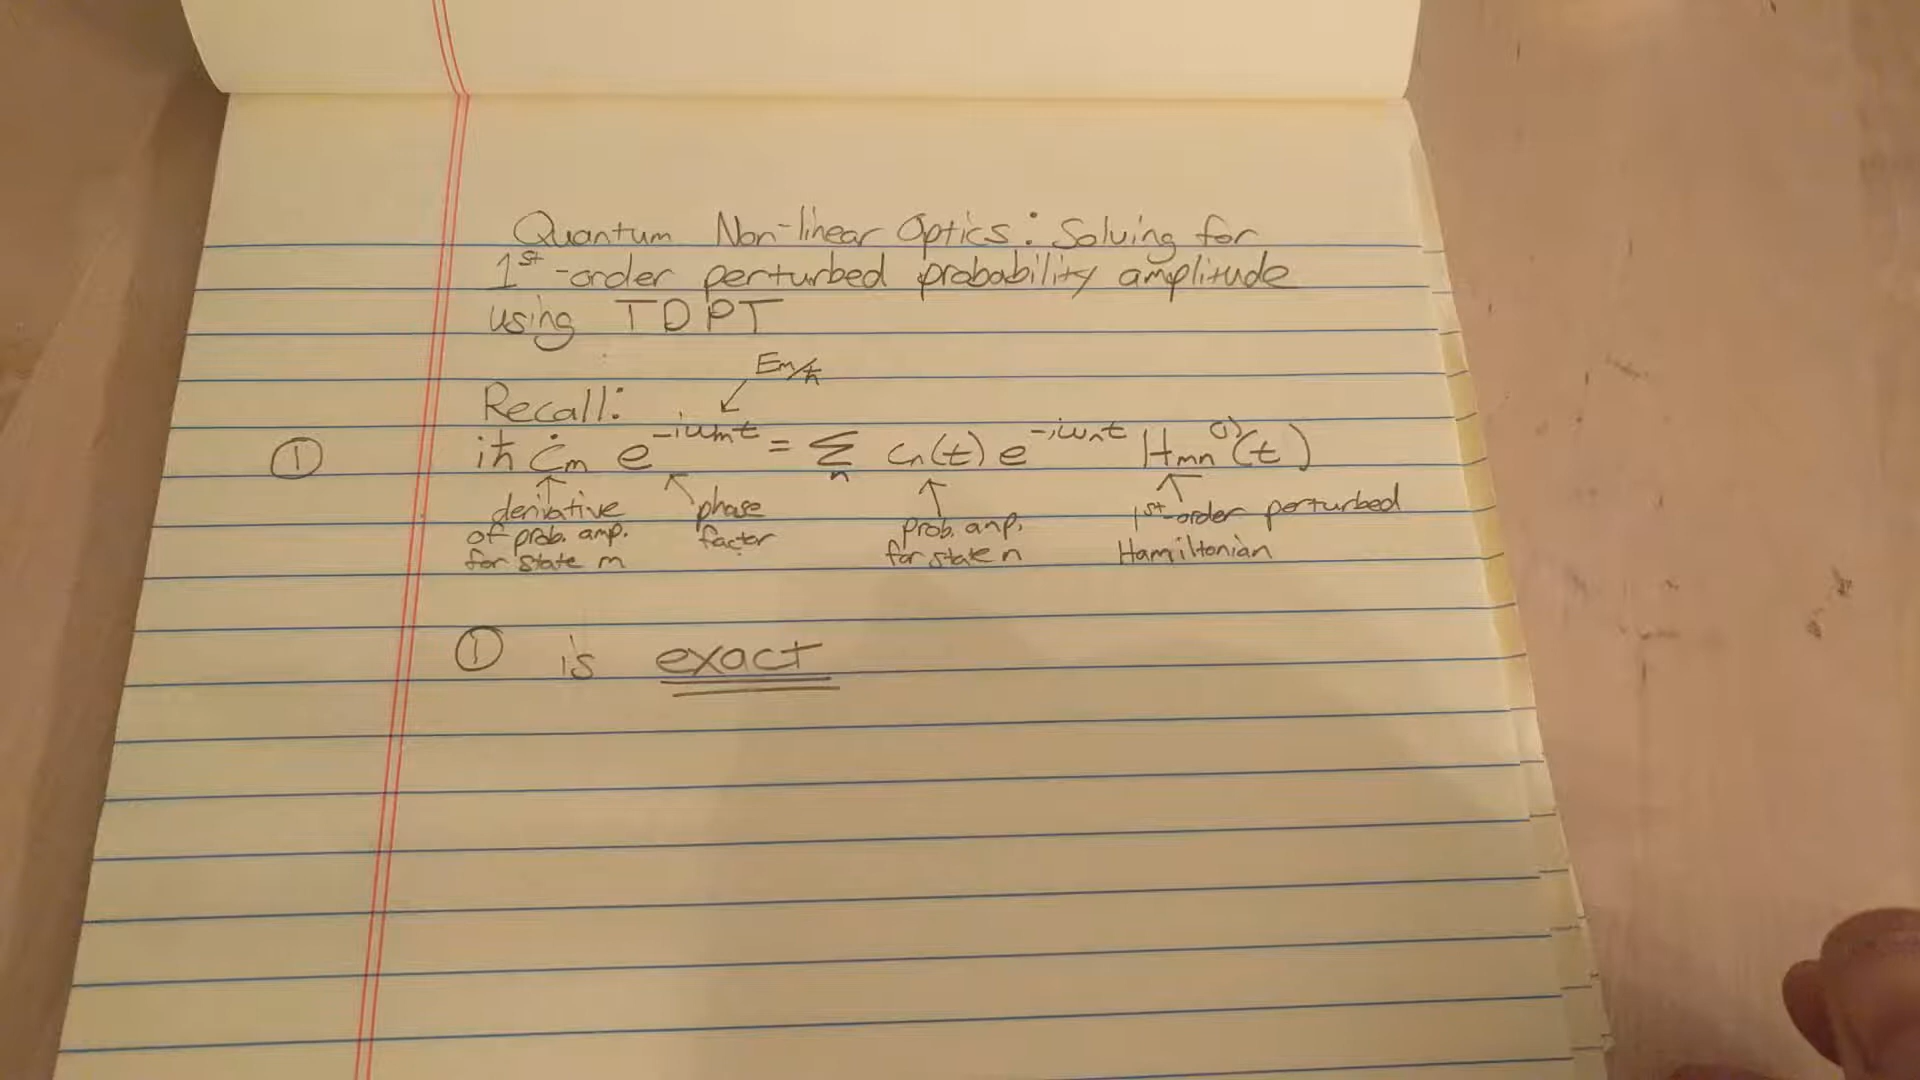 Quantum Non-linear Optics: Solving for
1st-order perturbed probability amplitude
using TDPT
Em/ħ
Recall:
① iħ ċm e^-iωmt = Σn cn(t) e^-iωnt Hmn^(1)(t)
derivative of prob. amp. for state m
phase factor
prob. amp. for state n
1st-order perturbed Hamiltonian
① is exact